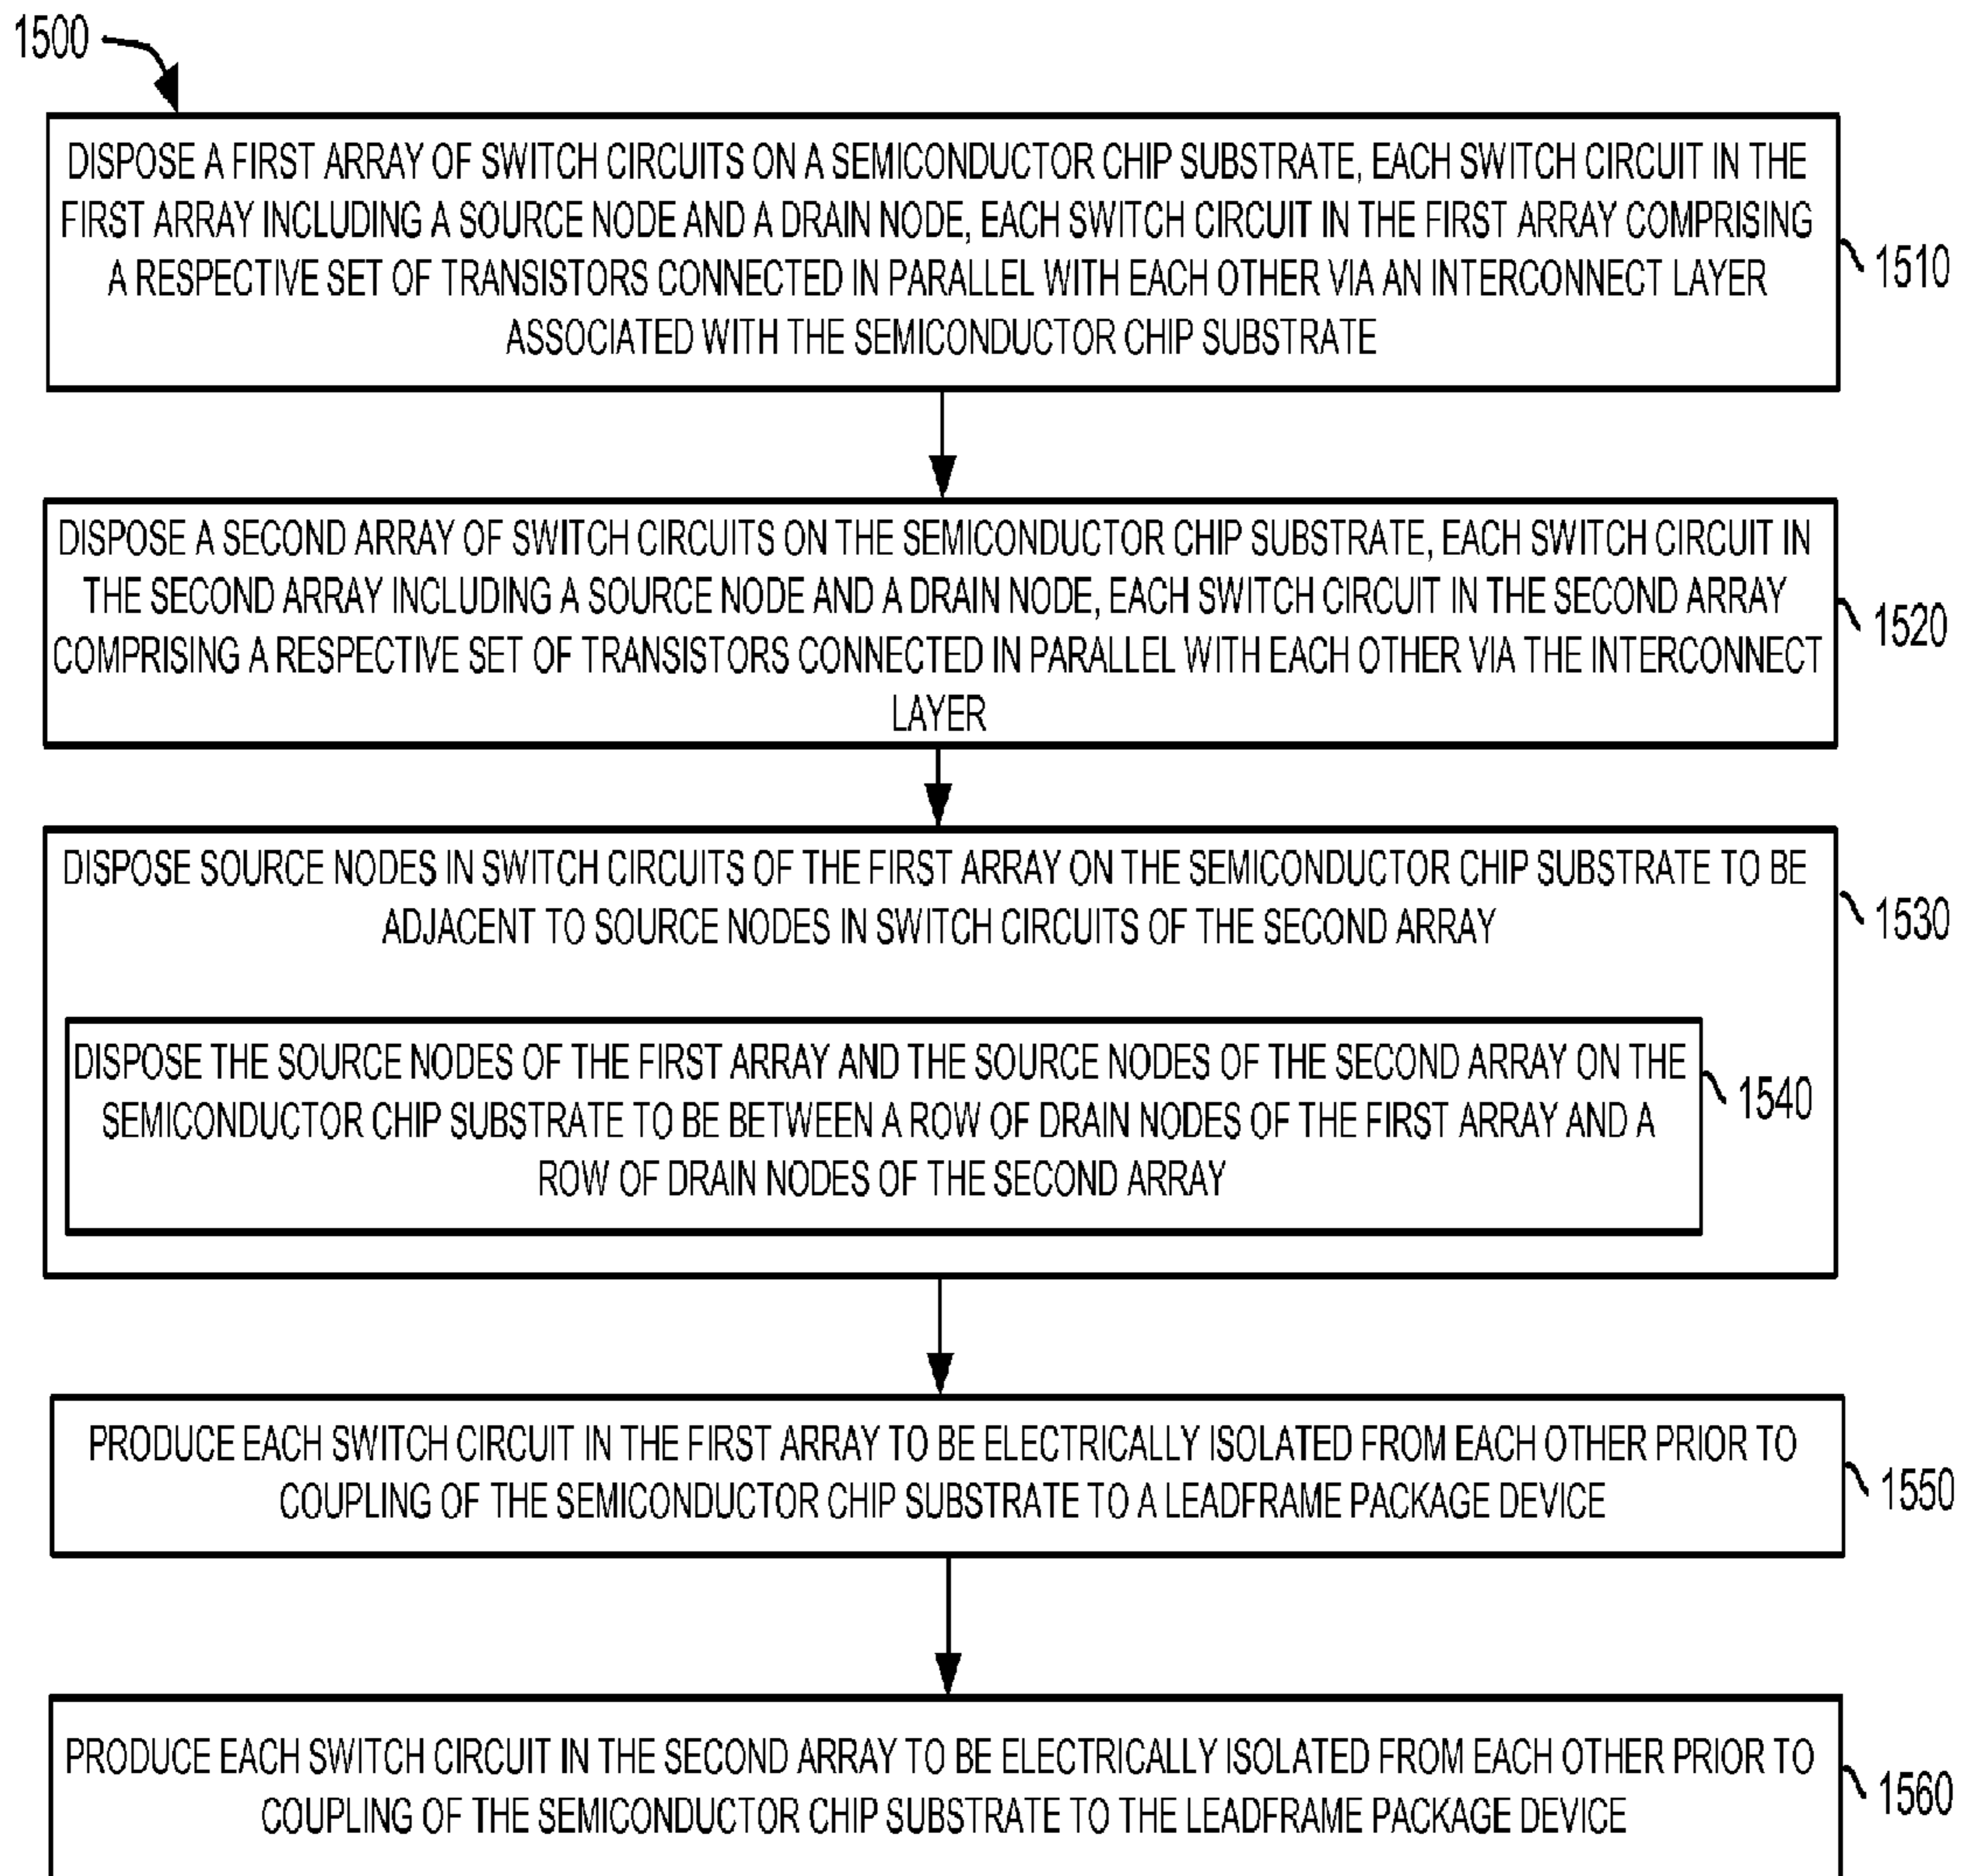 1500
DISPOSE A FIRST ARRAY OF SWITCH CIRCUITS ON A SEMICONDUCTOR CHIP SUBSTRATE, EACH SWITCH CIRCUIT IN THE
FIRST ARRAY INCLUDING A SOURCE NODE AND A DRAIN NODE, EACH SWITCH CIRCUIT IN THE FIRST ARRAY COMPRISING
A RESPECTIVE SET OF TRANSISTORS CONNECTED IN PARALLEL WITH EACH OTHER VIA AN INTERCONNECT LAYER
ASSOCIATED WITH THE SEMICONDUCTOR CHIP SUBSTRATE
1510
DISPOSE A SECOND ARRAY OF SWITCH CIRCUITS ON THE SEMICONDUCTOR CHIP SUBSTRATE, EACH SWITCH CIRCUIT IN
THE SECOND ARRAY INCLUDING A SOURCE NODE AND A DRAIN NODE, EACH SWITCH CIRCUIT IN THE SECOND ARRAY
COMPRISING A RESPECTIVE SET OF TRANSISTORS CONNECTED IN PARALLEL WITH EACH OTHER VIA THE INTERCONNECT
LAYER
1520
DISPOSE SOURCE NODES IN SWITCH CIRCUITS OF THE FIRST ARRAY ON THE SEMICONDUCTOR CHIP SUBSTRATE TO BE
ADJACENT TO SOURCE NODES IN SWITCH CIRCUITS OF THE SECOND ARRAY
1530
DISPOSE THE SOURCE NODES OF THE FIRST ARRAY AND THE SOURCE NODES OF THE SECOND ARRAY ON THE
SEMICONDUCTOR CHIP SUBSTRATE TO BE BETWEEN A ROW OF DRAIN NODES OF THE FIRST ARRAY AND A
ROW OF DRAIN NODES OF THE SECOND ARRAY
1540
PRODUCE EACH SWITCH CIRCUIT IN THE FIRST ARRAY TO BE ELECTRICALLY ISOLATED FROM EACH OTHER PRIOR TO
COUPLING OF THE SEMICONDUCTOR CHIP SUBSTRATE TO A LEADFRAME PACKAGE DEVICE
1550
PRODUCE EACH SWITCH CIRCUIT IN THE SECOND ARRAY TO BE ELECTRICALLY ISOLATED FROM EACH OTHER PRIOR TO
COUPLING OF THE SEMICONDUCTOR CHIP SUBSTRATE TO THE LEADFRAME PACKAGE DEVICE
1560